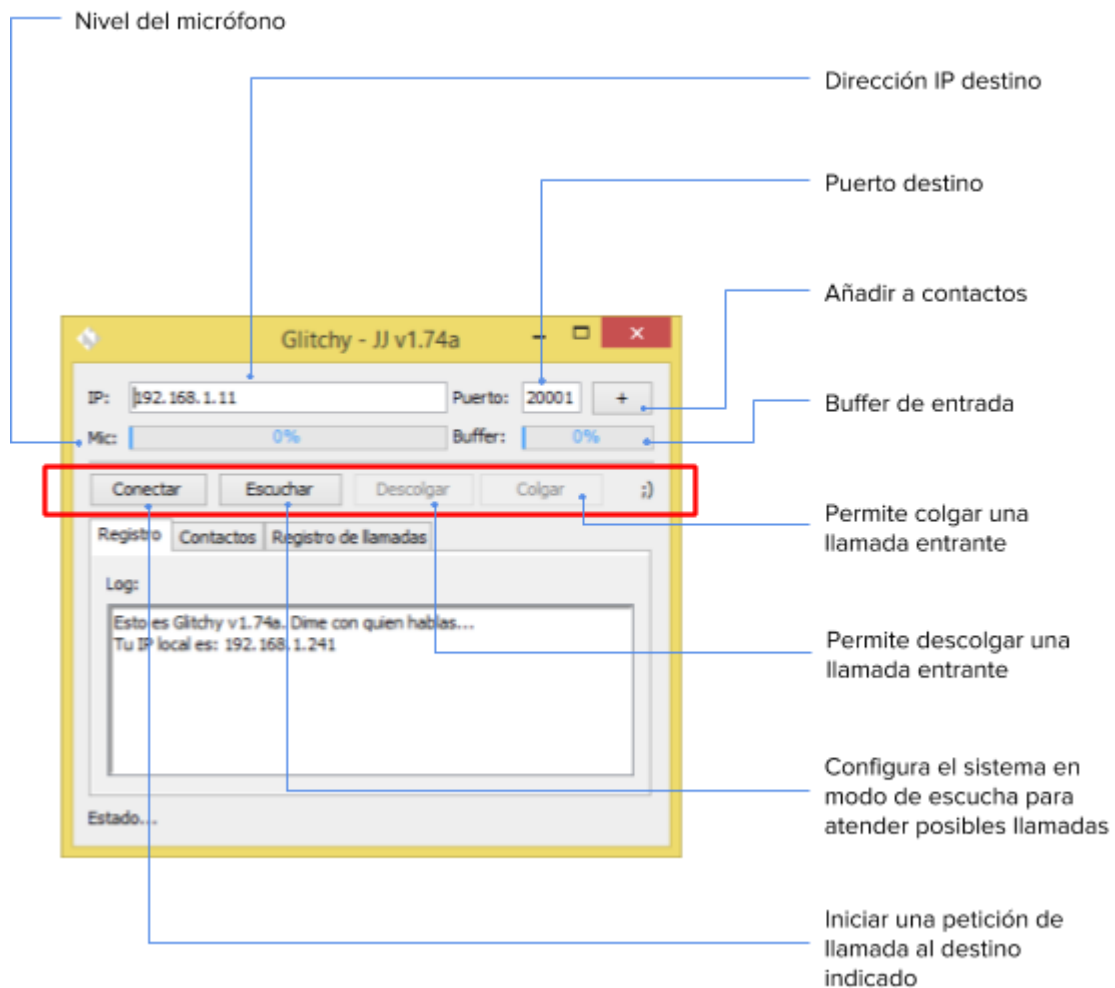 Nivel del micrófono
Dirección IP destino
Puerto destino
Añadir a contactos
Glitchy - JJ v1.74a
IP: 192.168.1.11 Puerto: 20001 +
Buffer de entrada
Mic: 0% Buffer: 0%
Conectar Escuchar Descolgar Colgar ;)
Permite colgar una
llamada entrante
Registro Contactos Registro de llamadas
Log:
Esto es Glitchy v1.74a. Dime con quien hablas...
Tu IP local es: 192.168.1.241
Permite descolgar una
llamada entrante
Configura el sistema en
modo de escucha para
atender posibles llamadas
Estado...
Iniciar una petición de
llamada al destino
indicado